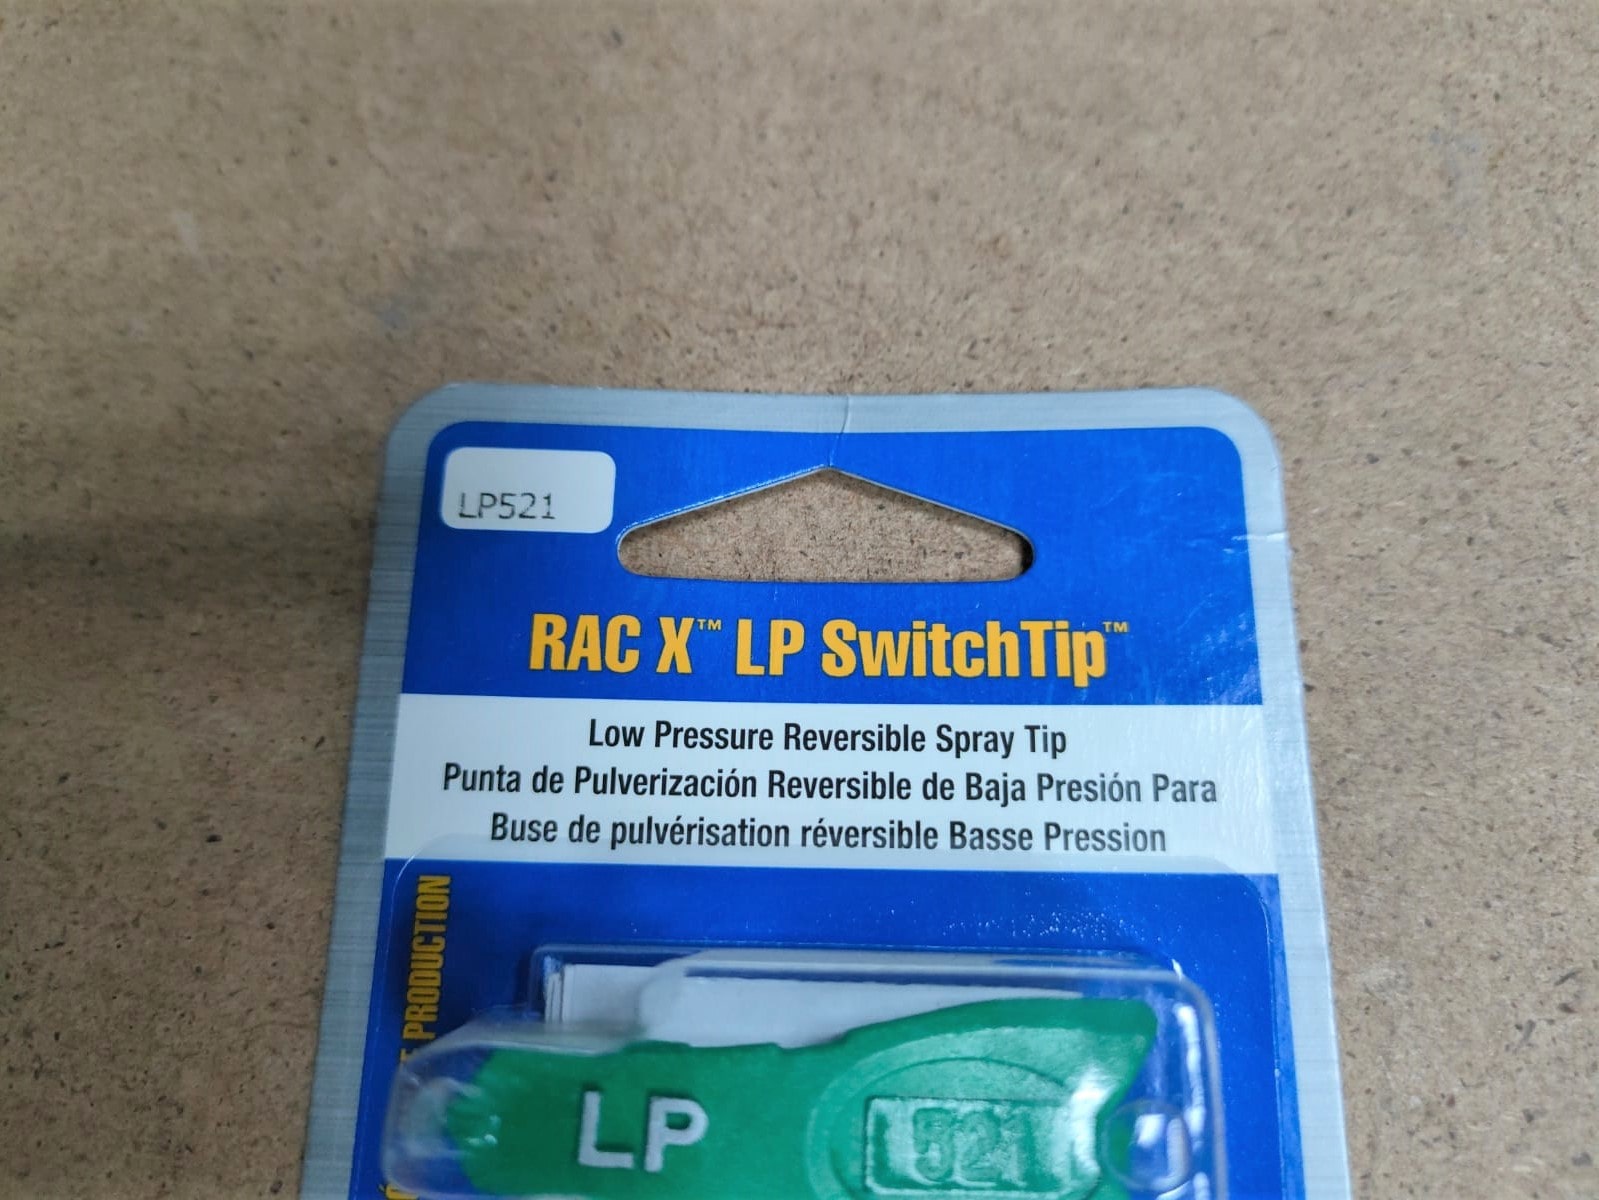 LP521
RAC X™ LP SwitchTip™
Low Pressure Reversible Spray Tip
Punta de Pulverización Reversible de Baja Presión Para
Buse de pulvérisation réversible Basse Pression
PRODUCTION
LP
521